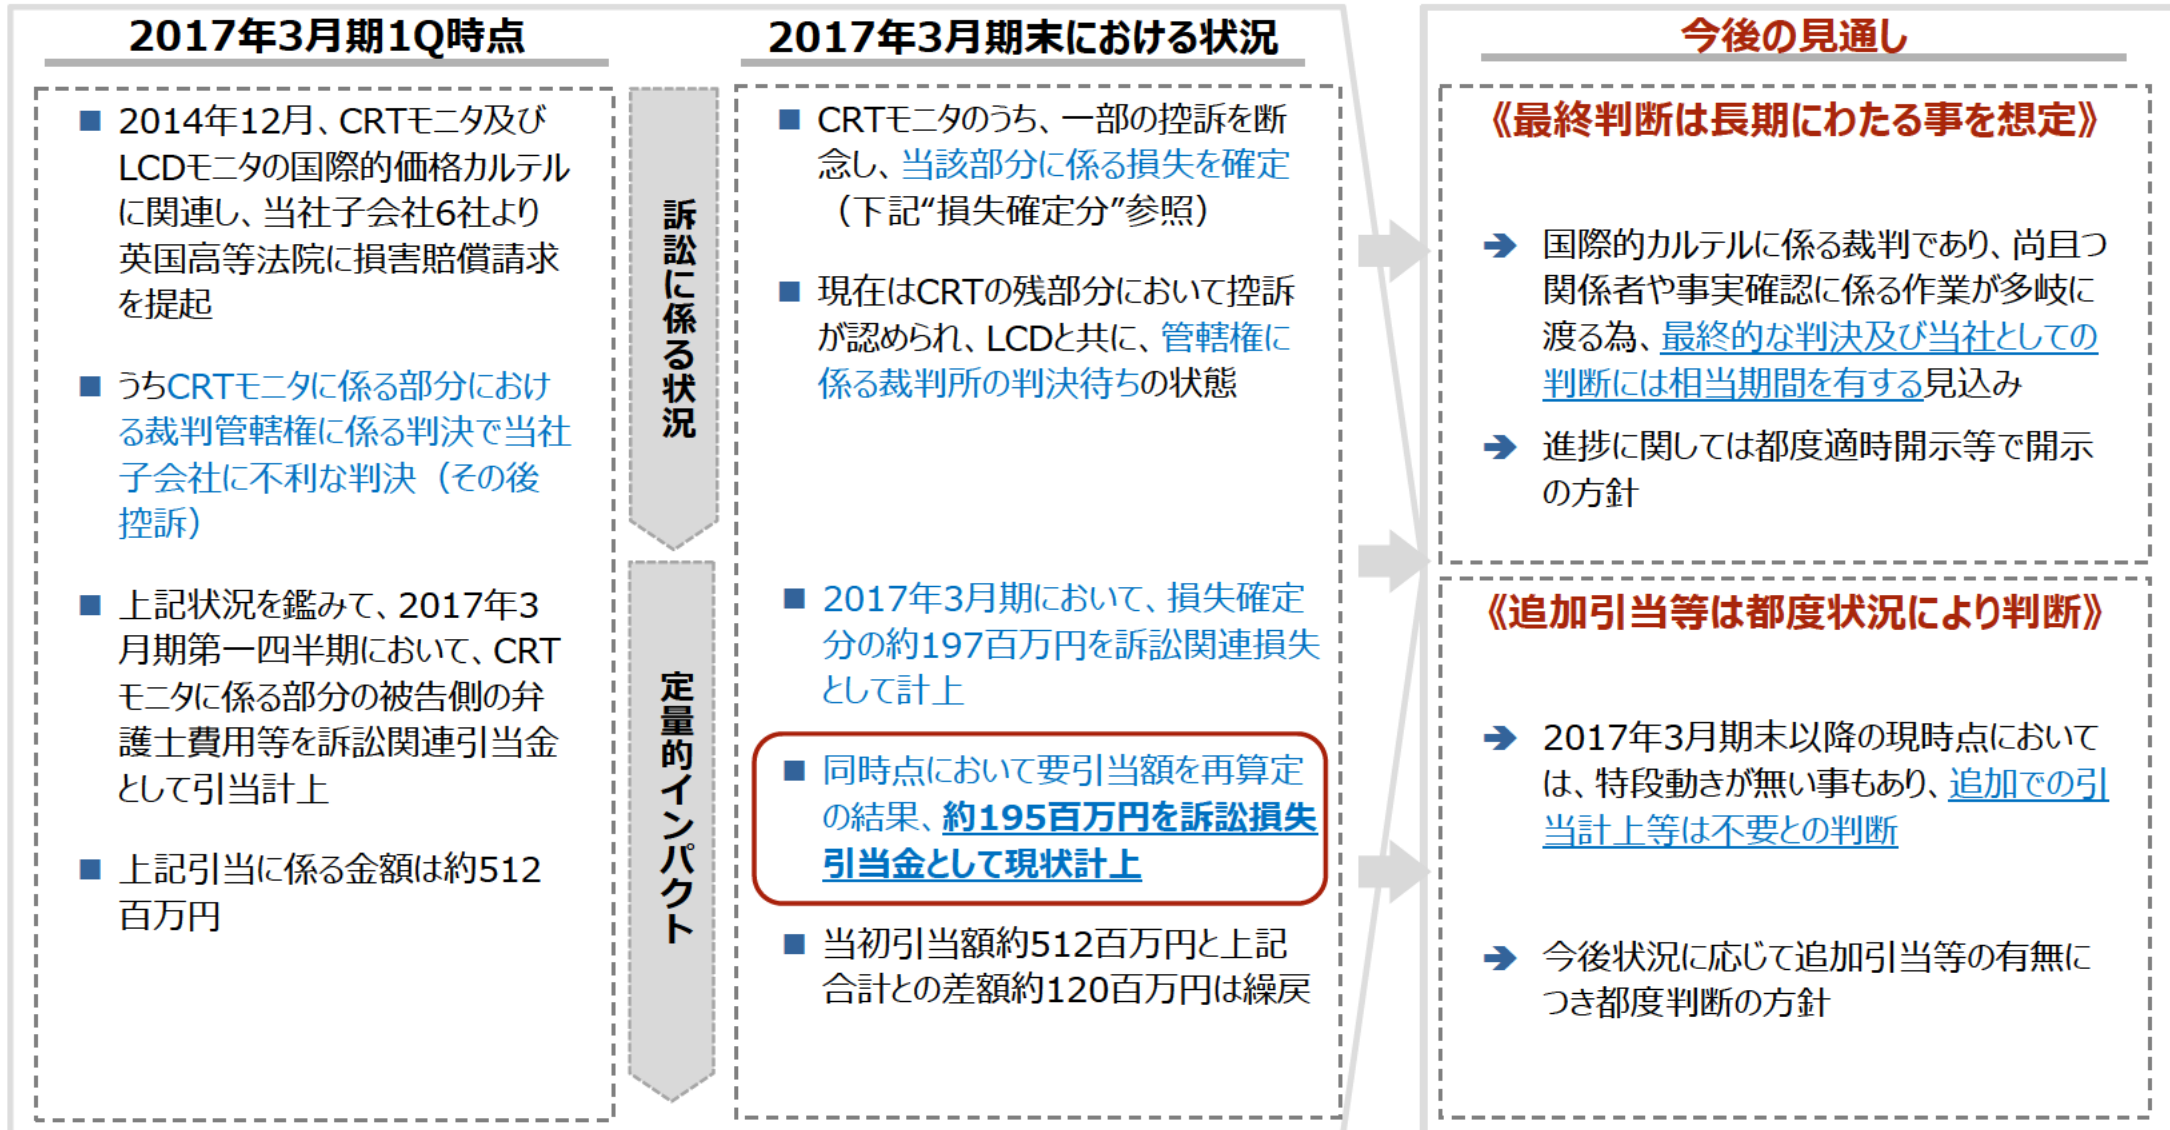 2017年3月期1Q時点
■ 2014年12月、CRTモニタ及び
LCDモニタの国際的価格カルテル
に関連し、当社子会社6社より
英国高等法院に損害賠償請求
を提起
■ うちCRTモニタに係る部分におけ
る裁判管轄権に係る判決で当社
子会社に不利な判決（その後
控訴）
■ 上記状況を鑑みて、2017年3
月期第一四半期において、CRT
モニタに係る部分の被告側の弁
護士費用等を訴訟関連引当金
として引当計上
■ 上記引当に係る金額は約512
百万円
訴訟に係る状況
定量的インパクト
2017年3月期末における状況
■ CRTモニタのうち、一部の控訴を断
念し、当該部分に係る損失を確定
（下記“損失確定分”参照）
■ 現在はCRTの残部分において控訴
が認められ、LCDと共に、管轄権に
係る裁判所の判決待ちの状態
■ 2017年3月期において、損失確定
分の約197百万円を訴訟関連損失
として計上
■ 同時点において要引当額を再算定
の結果、約195百万円を訴訟損失
引当金として現状計上
■ 当初引当額約512百万円と上記
合計との差額約120百万円は繰戻
今後の見通し
《最終判断は長期にわたる事を想定》
➔ 国際的カルテルに係る裁判であり、尚且つ
関係者や事実確認に係る作業が多岐に
渡る為、最終的な判決及び当社としての
判断には相当期間を有する見込み
➔ 進捗に関しては都度適時開示等で開示
の方針
《追加引当等は都度状況により判断》
➔ 2017年3月期末以降の現時点において
は、特段動きが無い事もあり、追加での引
当計上等は不要との判断
➔ 今後状況に応じて追加引当等の有無に
つき都度判断の方針